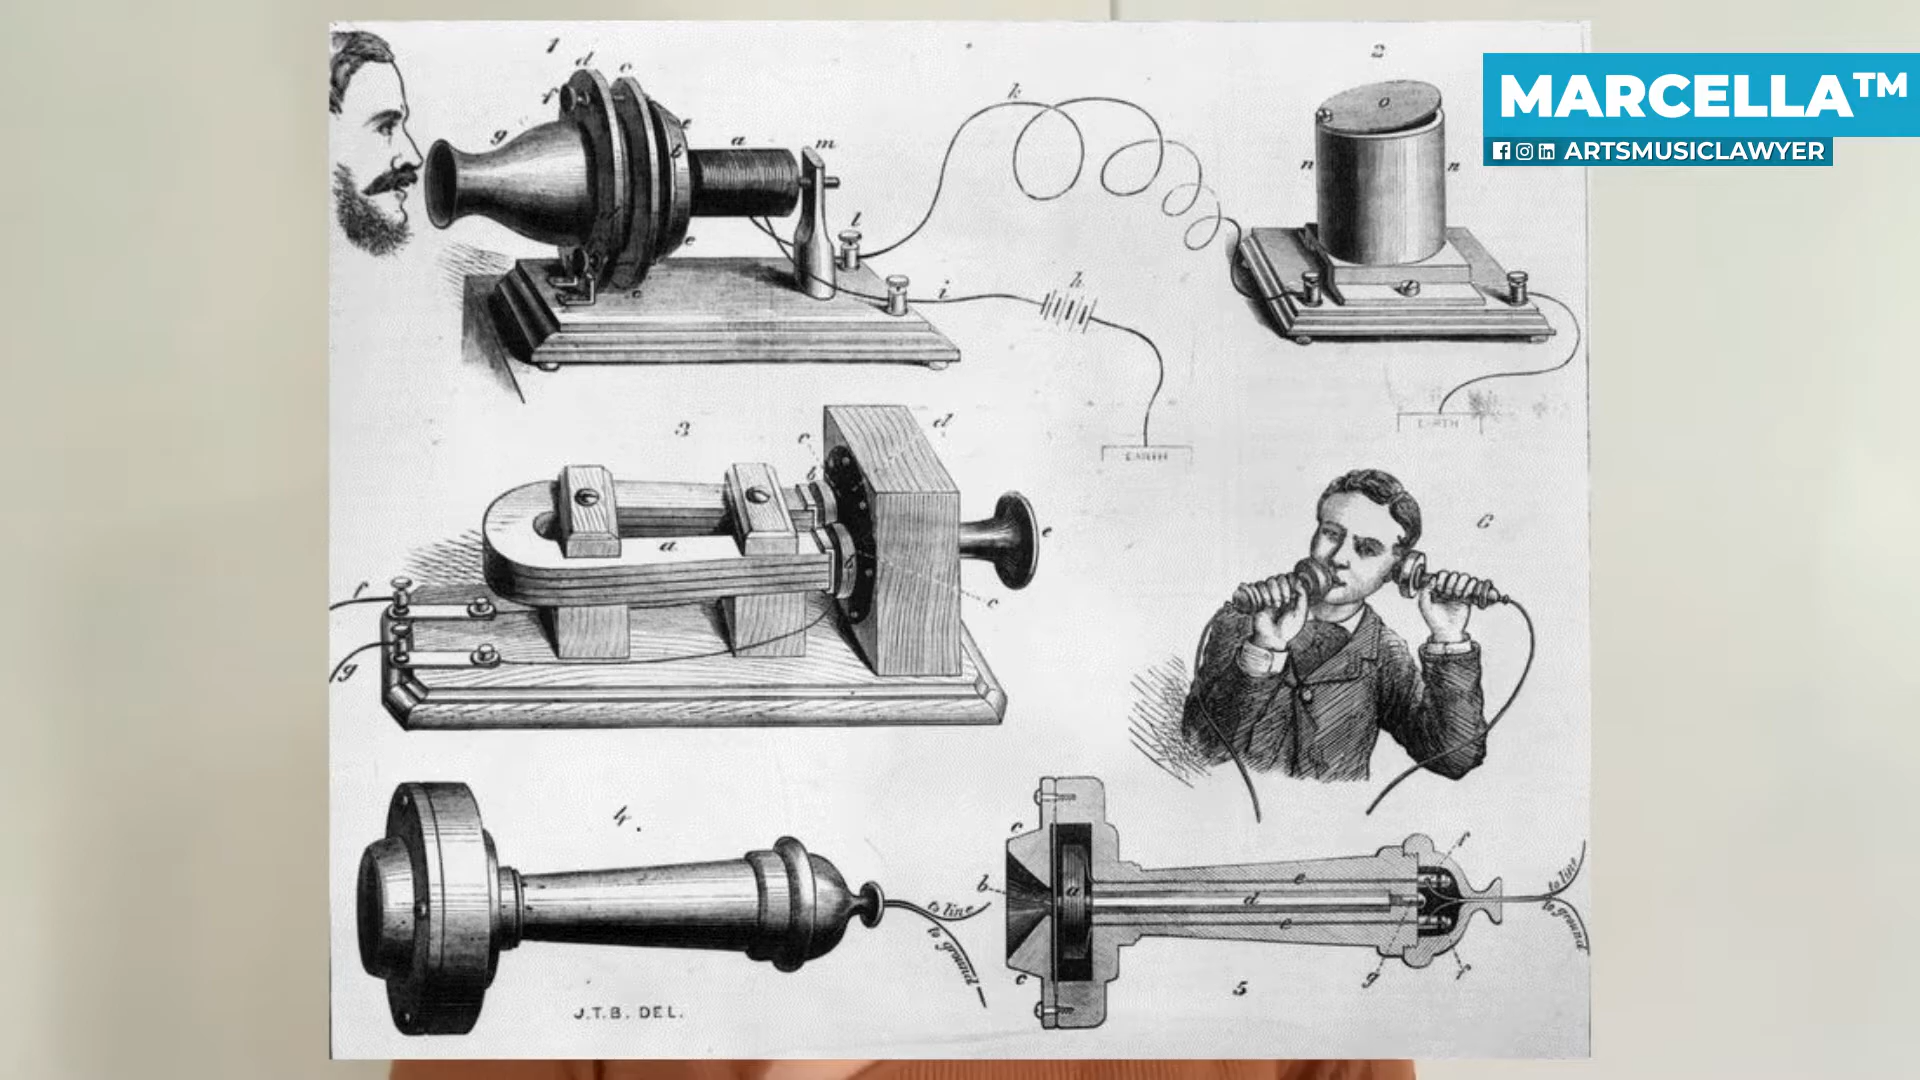 MARCELLA™
ARTSMUSICLAWYER
1
d
c
f
g
e
b
a
m
k
l
e
i
h
EARTH
2
o
n
n
EARTH
3
c
d
b
a
b
e
c
f
g
6
4.
to line
to ground
J.T.B. DEL.
c
b
a
e
d
e
c
f
f
g
to line
to ground
5